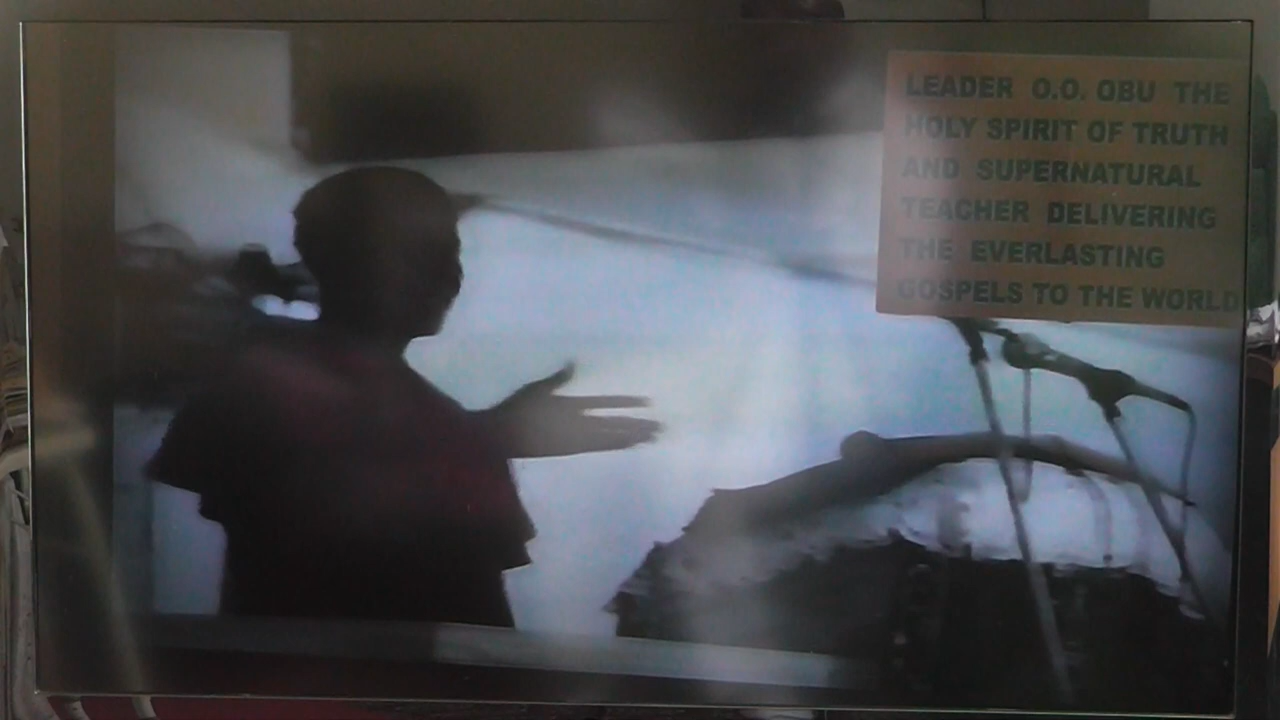 LEADER O.O. OBU THE
HOLY SPIRIT OF TRUTH
AND SUPERNATURAL
TEACHER DELIVERING
THE EVERLASTING
GOSPELS TO THE WORLD